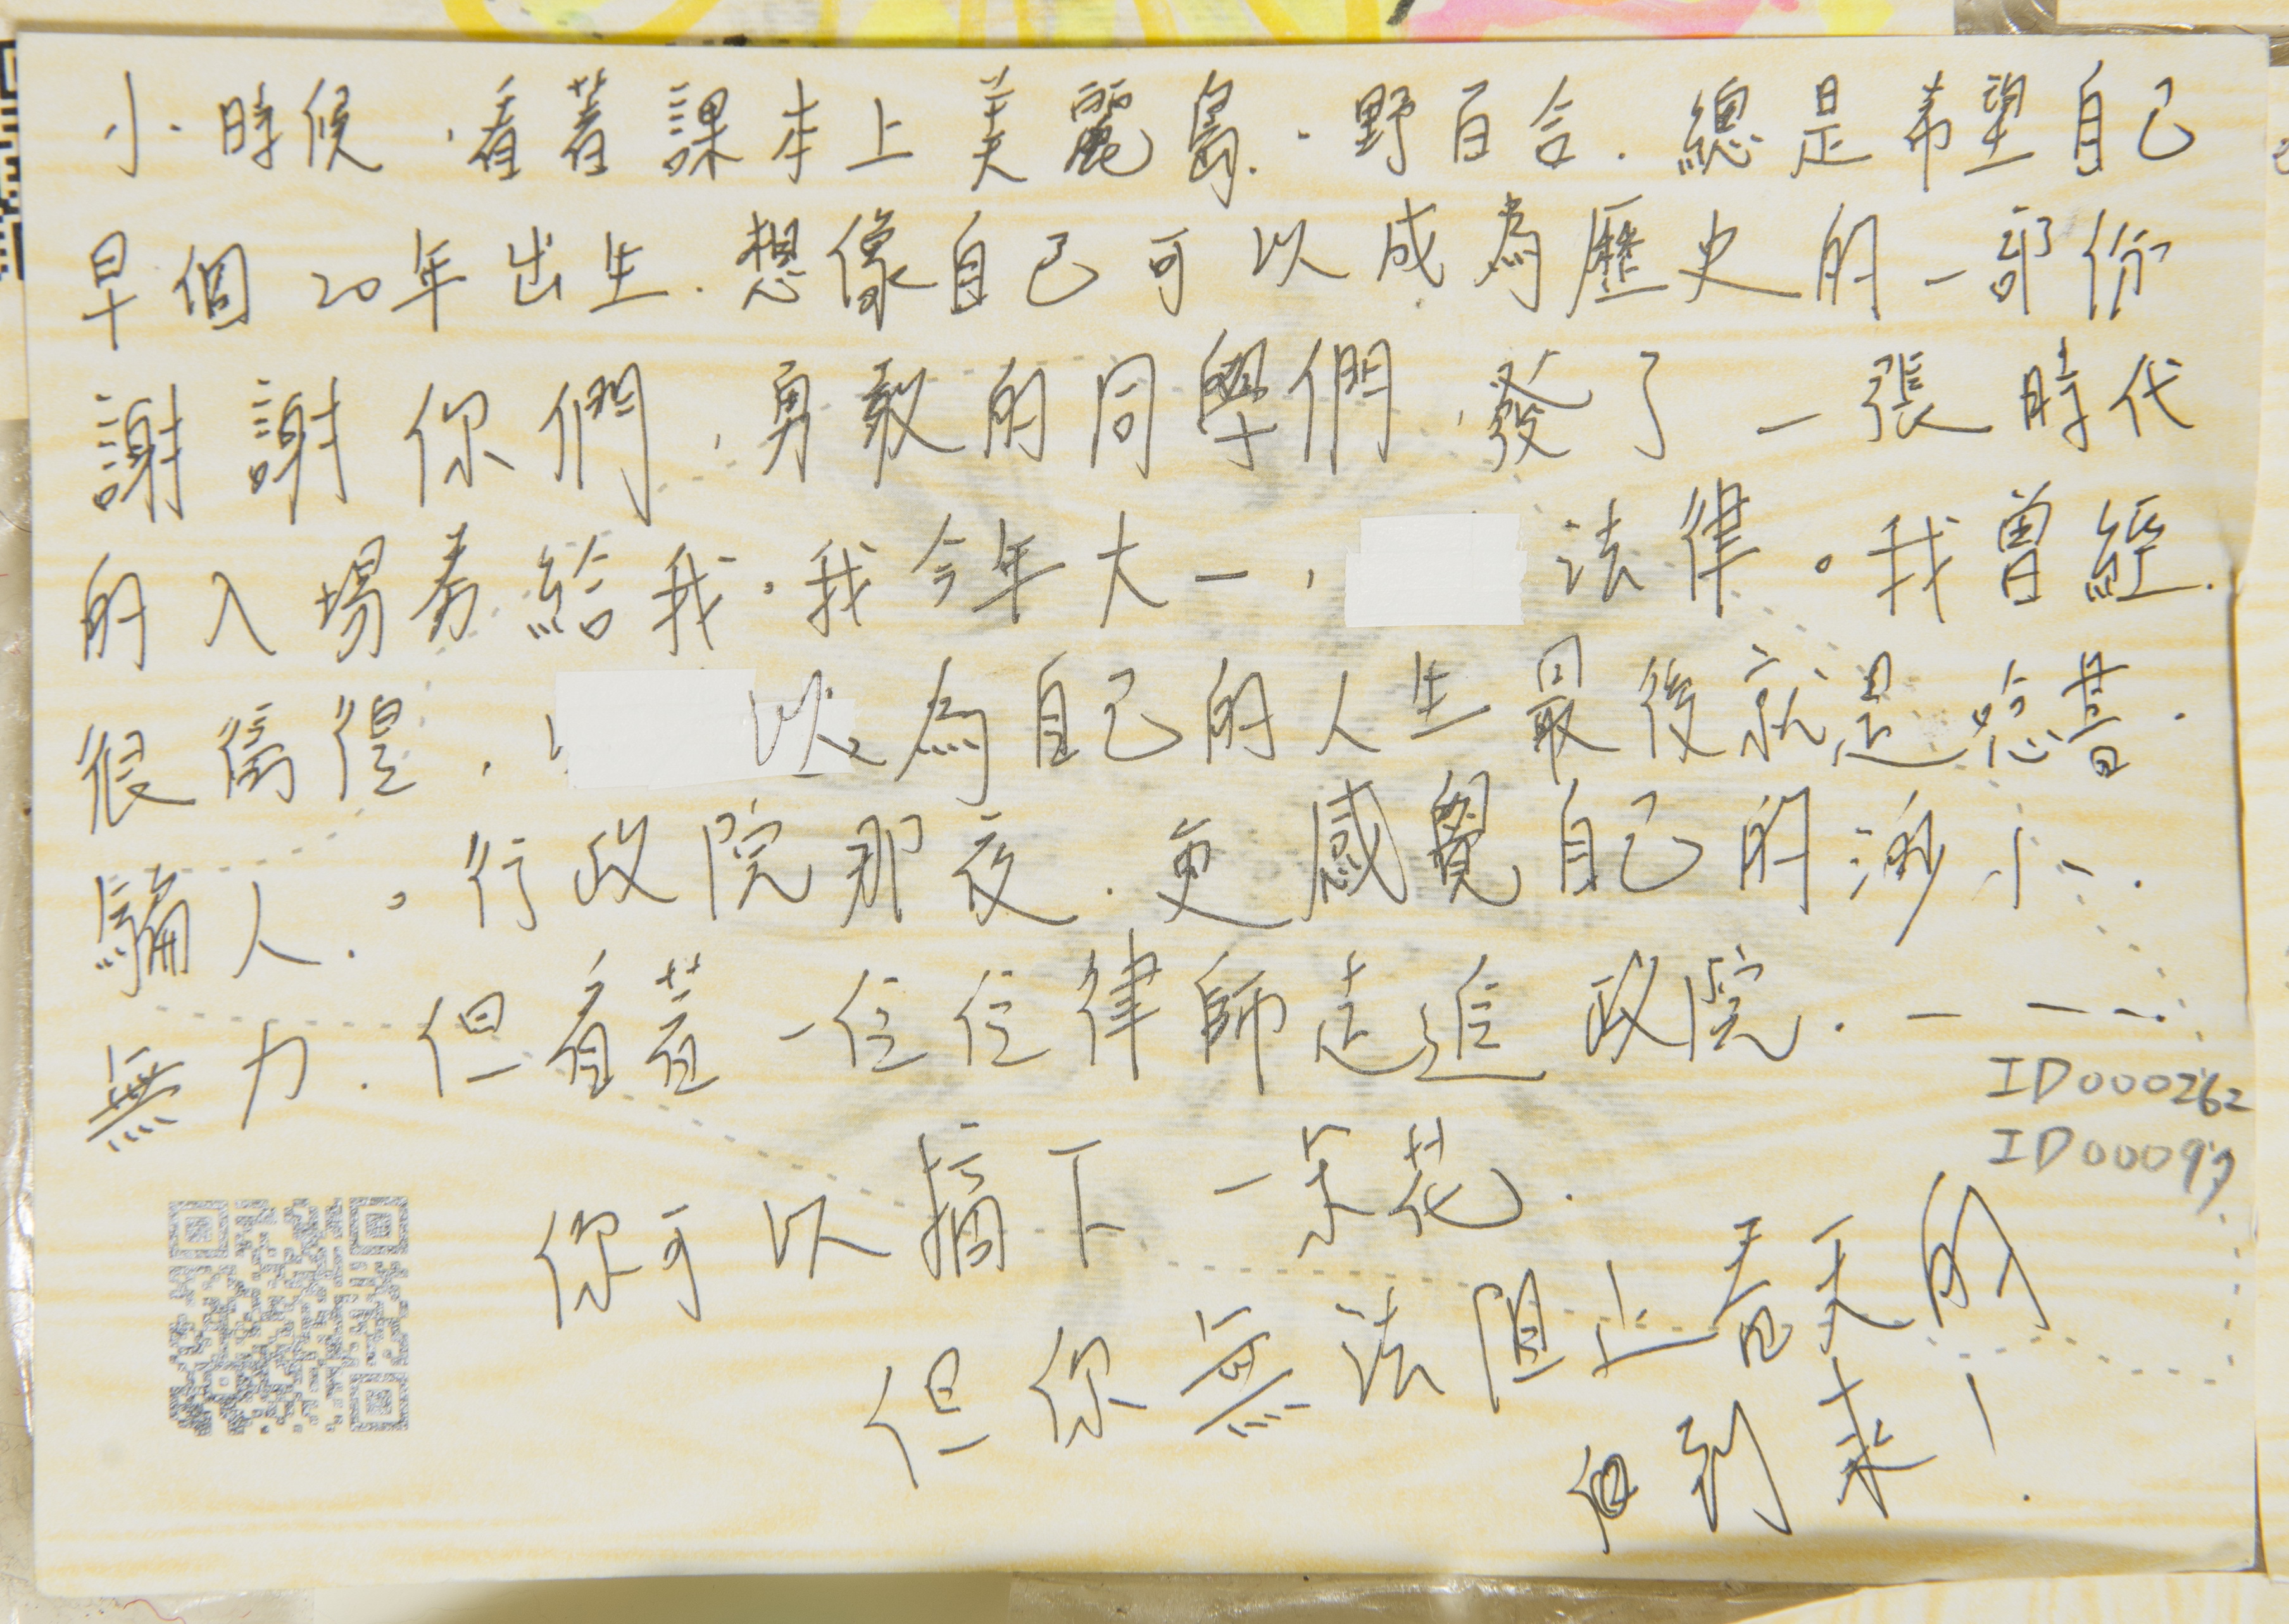 小時候，看著課本上美麗島．野百合．總是希望自己
早個20年出生．想像自己可以成為歷史的一部份
謝謝你們，勇敢的同學們，發了一張時代
的入場券給我．我今年大一， 法律。我曾經．
很徬徨， 以為自己的人生最後就是唸書．
騙人．。行政院那夜．更感覺自己的渺小．
無力．但看著一位位律師走進政院．— — —．
ID000262
ID00097
你可以摘下一朵花．
但你無法阻止春天的
到來！